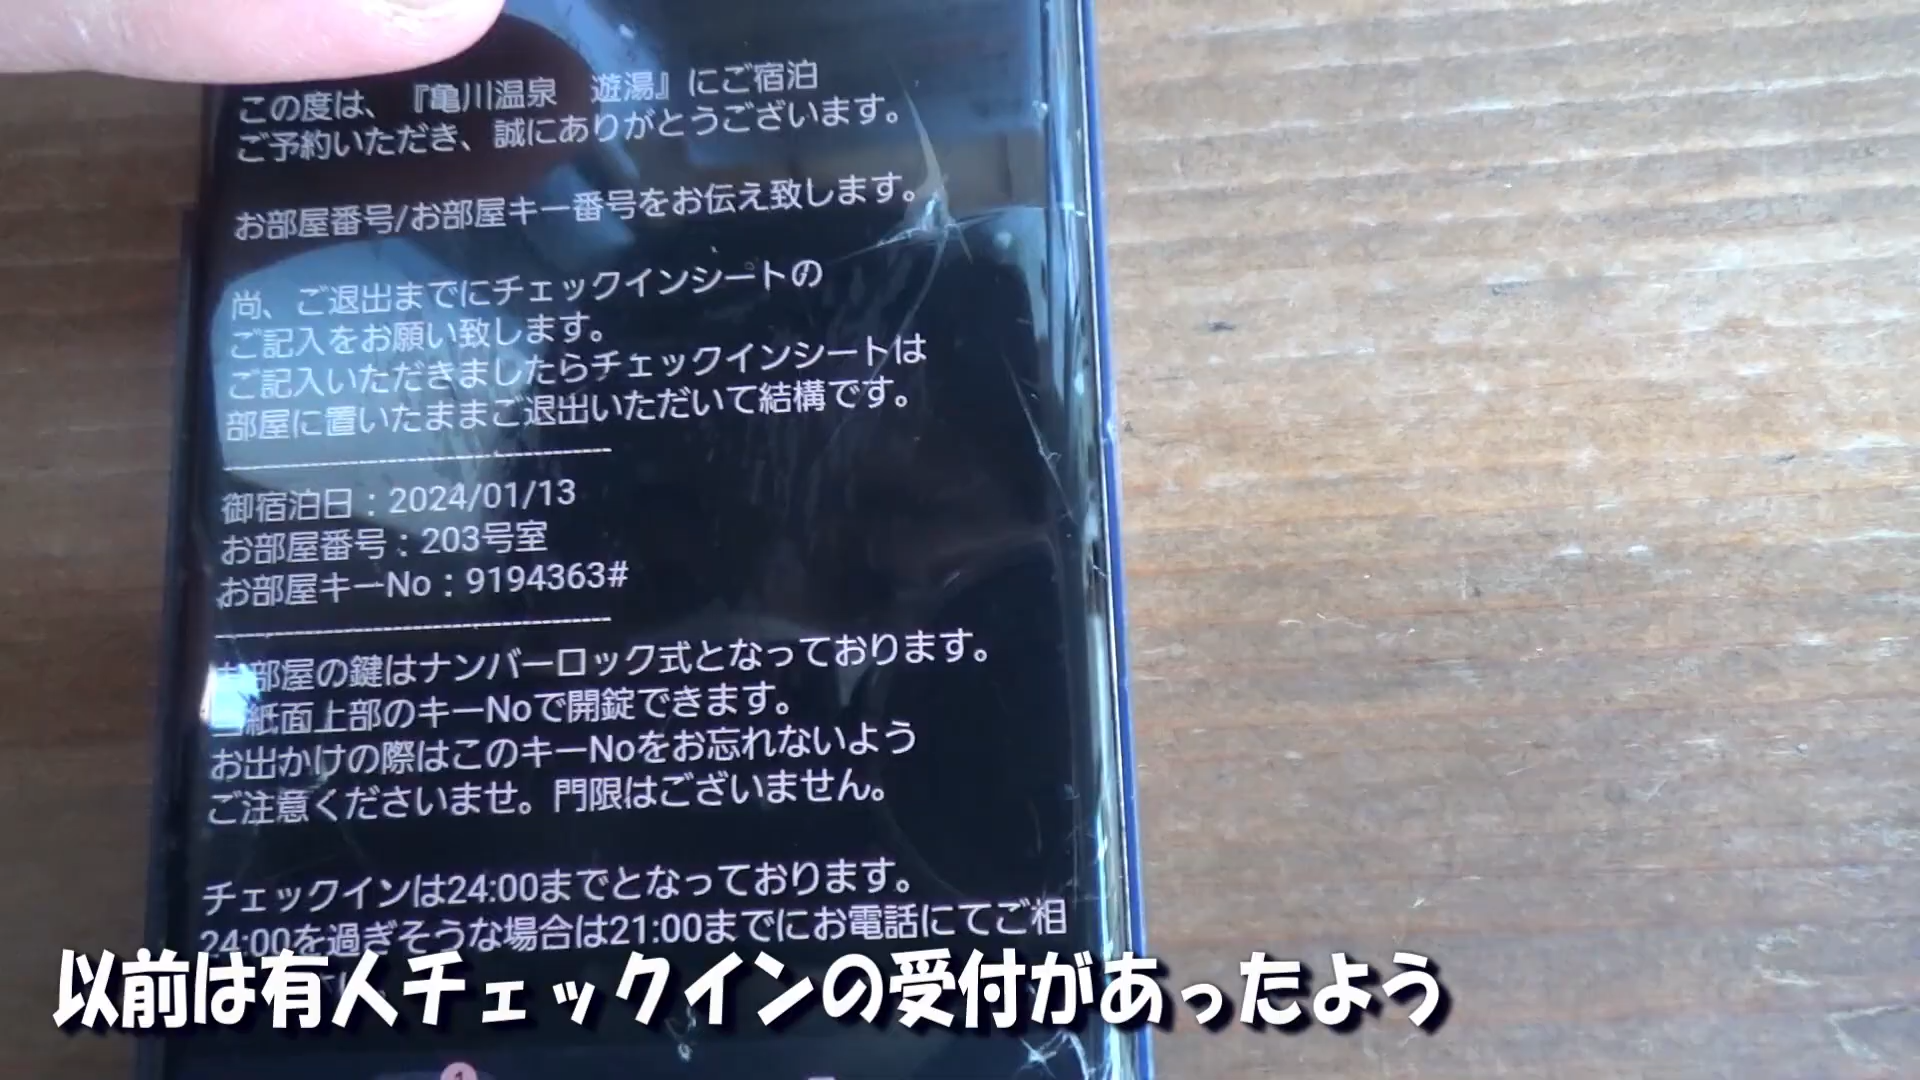 この度は、『亀川温泉　遊湯』にご宿泊
ご予約いただき、誠にありがとうございます。
お部屋番号/お部屋キー番号をお伝え致します。
尚、ご退出までにチェックインシートの
ご記入をお願い致します。
ご記入いただきましたらチェックインシートは
部屋に置いたままご退出いただいて結構です。
御宿泊日：2024/01/13
お部屋番号：203号室
お部屋キーNo：9194363#
お部屋の鍵はナンバーロック式となっております。
紙面上部のキーNoで開錠できます。
お出かけの際はこのキーNoをお忘れないよう
ご注意くださいませ。門限はございません。
チェックインは24:00までとなっております。
24:00を過ぎそうな場合は21:00までにお電話にてご相
以前は有人チェックインの受付があったよう